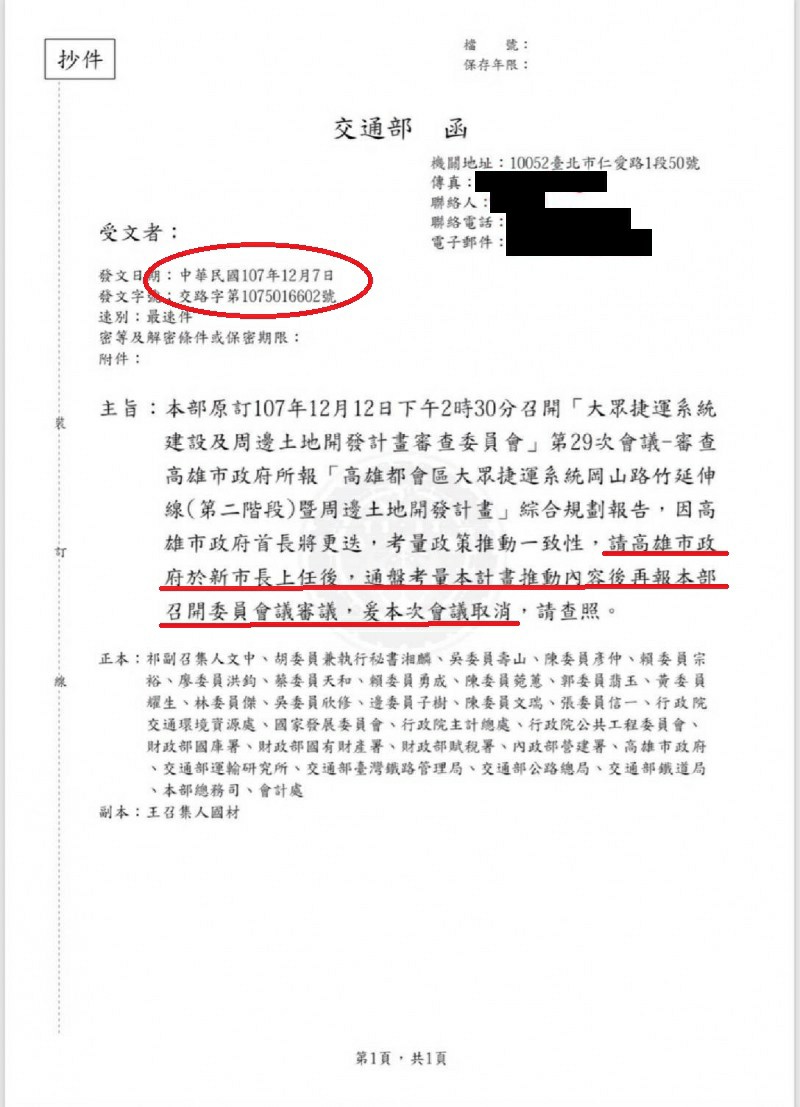 抄件
檔　　號：
保存年限：
交通部　函
機關地址：10052臺北市仁愛路1段50號
傳真：
聯絡人：
聯絡電話：
電子郵件：
受文者：
發文日期：中華民國107年12月7日
發文字號：交路字第1075016602號
速別：最速件
密等及解密條件或保密期限：
附件：
主旨：本部原訂107年12月12日下午2時30分召開「大眾捷運系統
建設及周邊土地開發計畫審查委員會」第29次會議-審查
高雄市政府所報「高雄都會區大眾捷運系統岡山路竹延伸
線(第二階段)暨周邊土地開發計畫」綜合規劃報告，因高
雄市政府首長將更迭，考量政策推動一致性，請高雄市政
府於新市長上任後，通盤考量本計畫推動內容後再報本部
召開委員會議審議，爰本次會議取消，請查照。
正本：祁副召集人文中、胡委員兼執行秘書湘麟、吳委員壽山、陳委員彥仲、賴委員宗
裕、廖委員洪鈞、蔡委員天和、賴委員勇成、陳委員菀蕙、郭委員翡玉、黃委員
耀生、林委員傑、吳委員欣修、邊委員子樹、陳委員文瑞、張委員信一、行政院
交通環境資源處、國家發展委員會、行政院主計總處、行政院公共工程委員會、
財政部國庫署、財政部國有財產署、財政部賦稅署、內政部營建署、高雄市政府
、交通部運輸研究所、交通部臺灣鐵路管理局、交通部公路總局、交通部鐵道局
、本部總務司、會計處
副本：王召集人國材
裝
訂
線
第1頁，共1頁